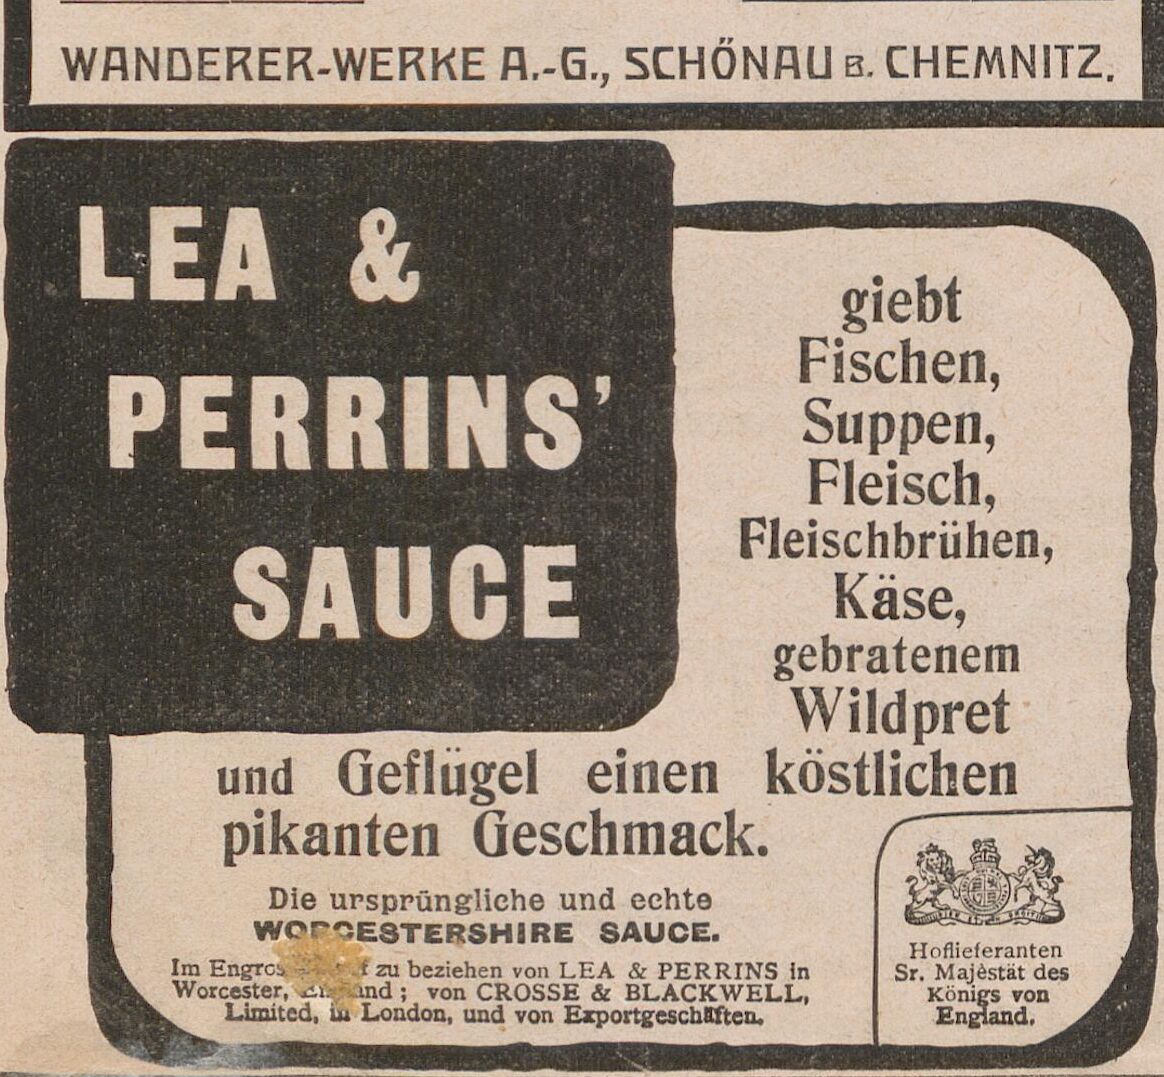 WANDERER-WERKE A.-G., SCHÖNAU B. CHEMNITZ.
LEA &
PERRINS'
SAUCE
giebt
Fischen,
Suppen,
Fleisch,
Fleischbrühen,
Käse,
gebratenem
Wildpret
und Geflügel einen köstlichen
pikanten Geschmack.
Die ursprüngliche und echte
WORCESTERSHIRE SAUCE.
Im Engros zu beziehen von LEA & PERRINS in
Worcester, England; von CROSSE & BLACKWELL,
Limited, in London, und von Exportgeschäften.
Hoflieferanten
Sr. Majestät des
Königs von
England.